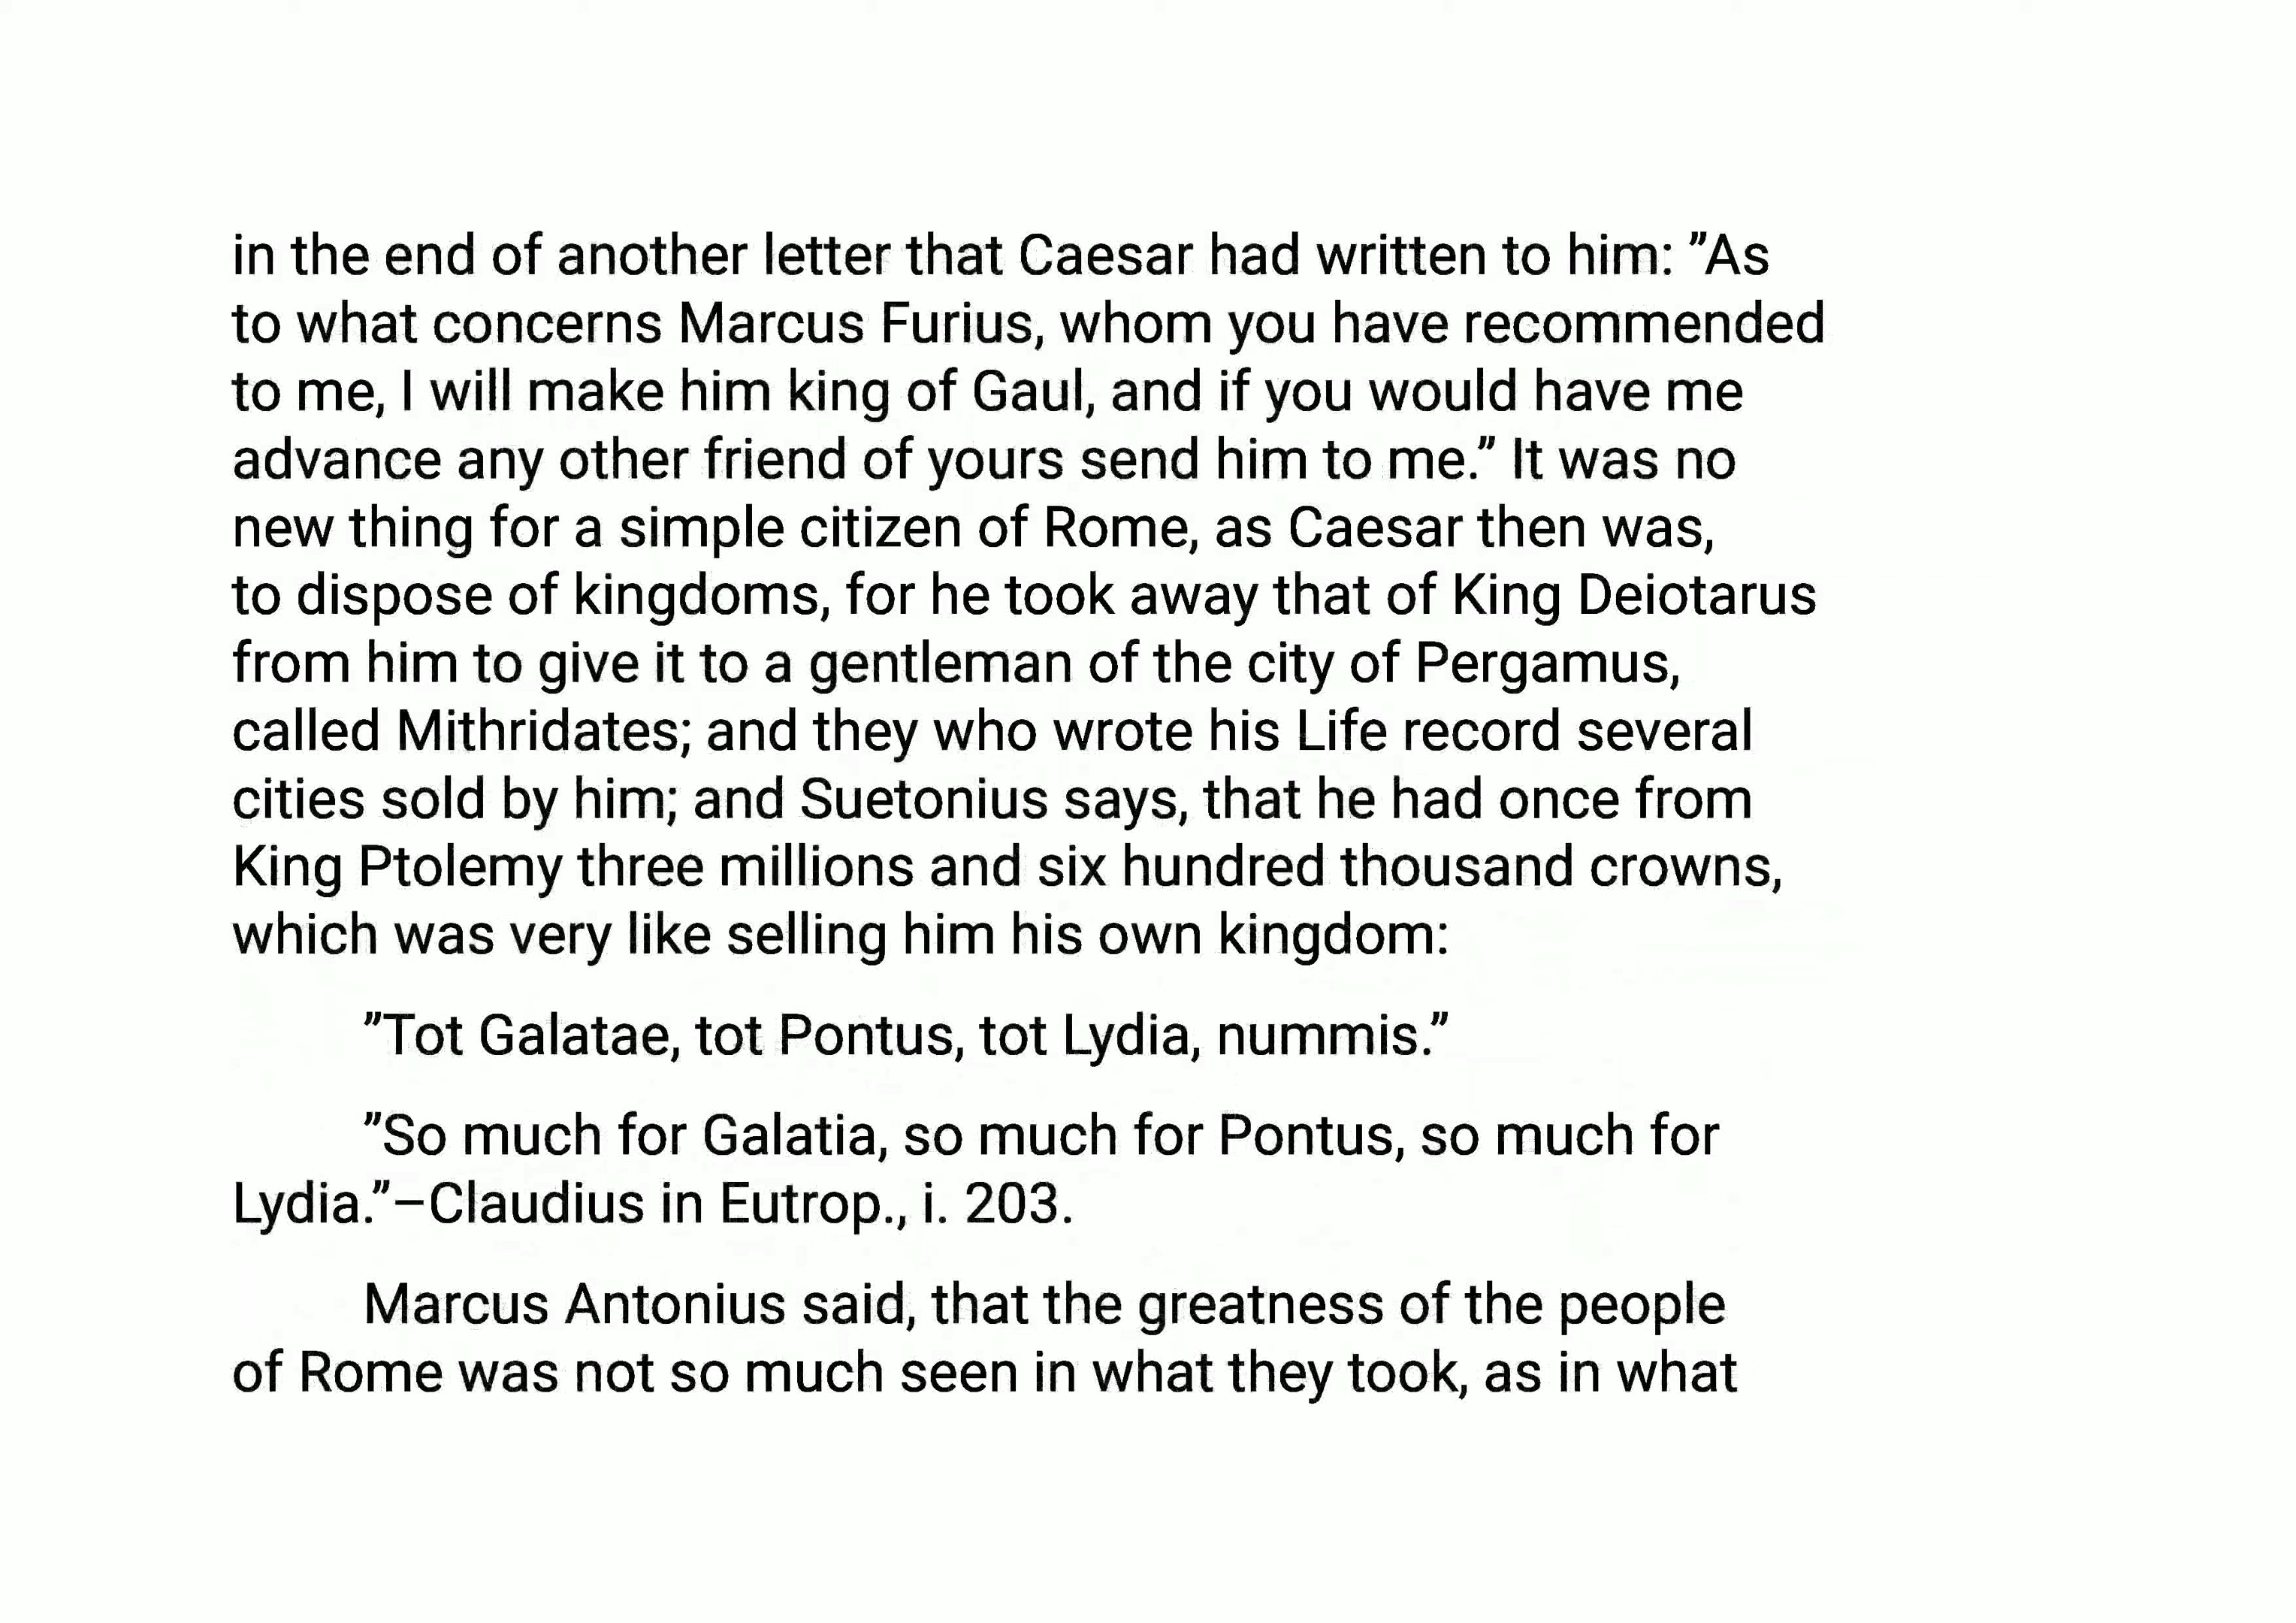 in the end of another letter that Caesar had written to him: ”As
to what concerns Marcus Furius, whom you have recommended
to me, I will make him king of Gaul, and if you would have me
advance any other friend of yours send him to me.” It was no
new thing for a simple citizen of Rome, as Caesar then was,
to dispose of kingdoms, for he took away that of King Deiotarus
from him to give it to a gentleman of the city of Pergamus,
called Mithridates; and they who wrote his Life record several
cities sold by him; and Suetonius says, that he had once from
King Ptolemy three millions and six hundred thousand crowns,
which was very like selling him his own kingdom:
”Tot Galatae, tot Pontus, tot Lydia, nummis.”
”So much for Galatia, so much for Pontus, so much for
Lydia.”–Claudius in Eutrop., i. 203.
Marcus Antonius said, that the greatness of the people
of Rome was not so much seen in what they took, as in what